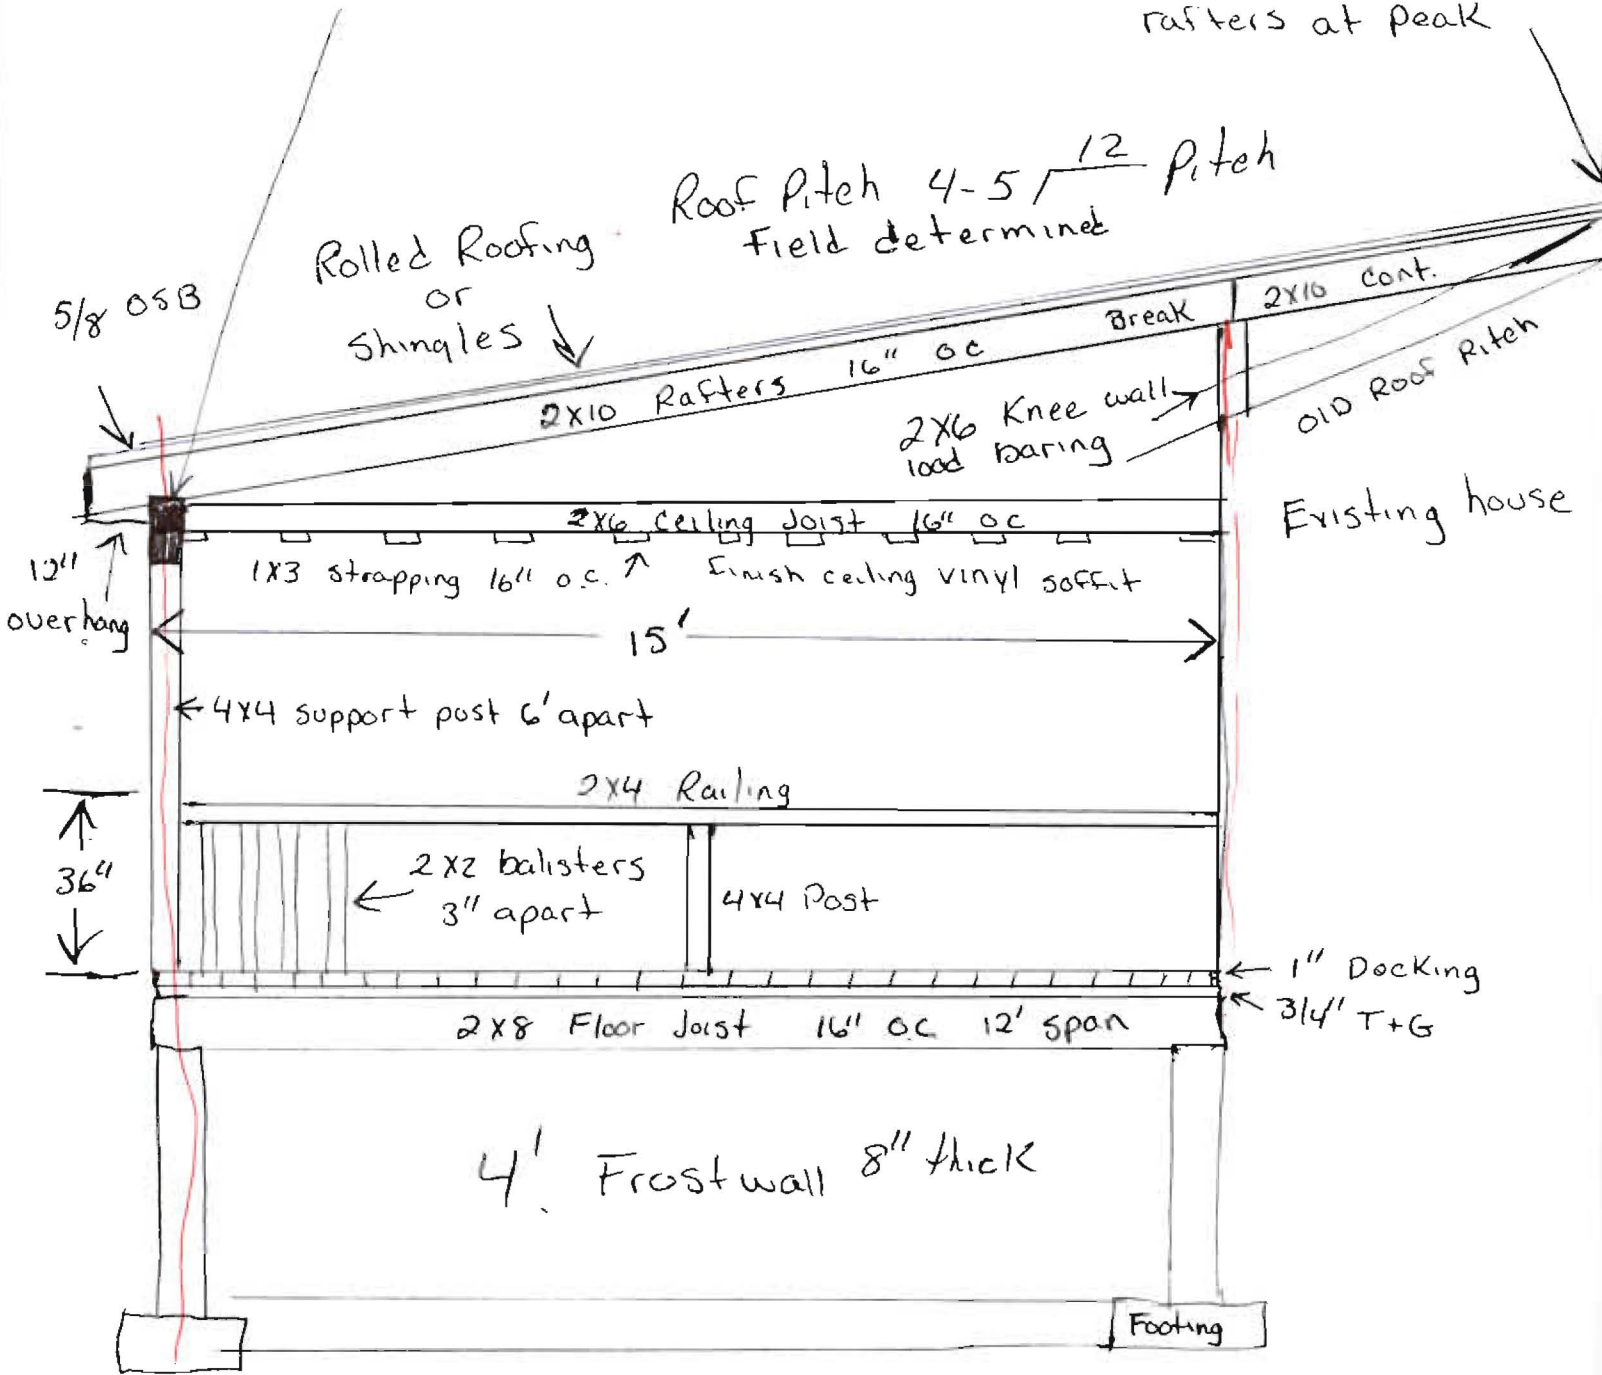 rafters at peak
Roof Pitch 4-5/12 Pitch
Field determined
Rolled Roofing
or
Shingles
5/8 OSB
Break
2X10 Cont.
2X10 Rafters 16" OC
2X6 Knee wall
load baring
OlD Roof Pitch
2X6 Ceiling Joist 16" OC
Existing house
12"
overhang
1X3 strapping 16" o.c.
finish ceiling vinyl soffit
15'
4X4 support post 6' apart
2X4 Railing
36"
2X2 balisters
3" apart
4X4 Post
1" Docking
3/4" T+G
2X8 Floor Joist 16" O.C 12' span
4' Frostwall 8" thick
Footing